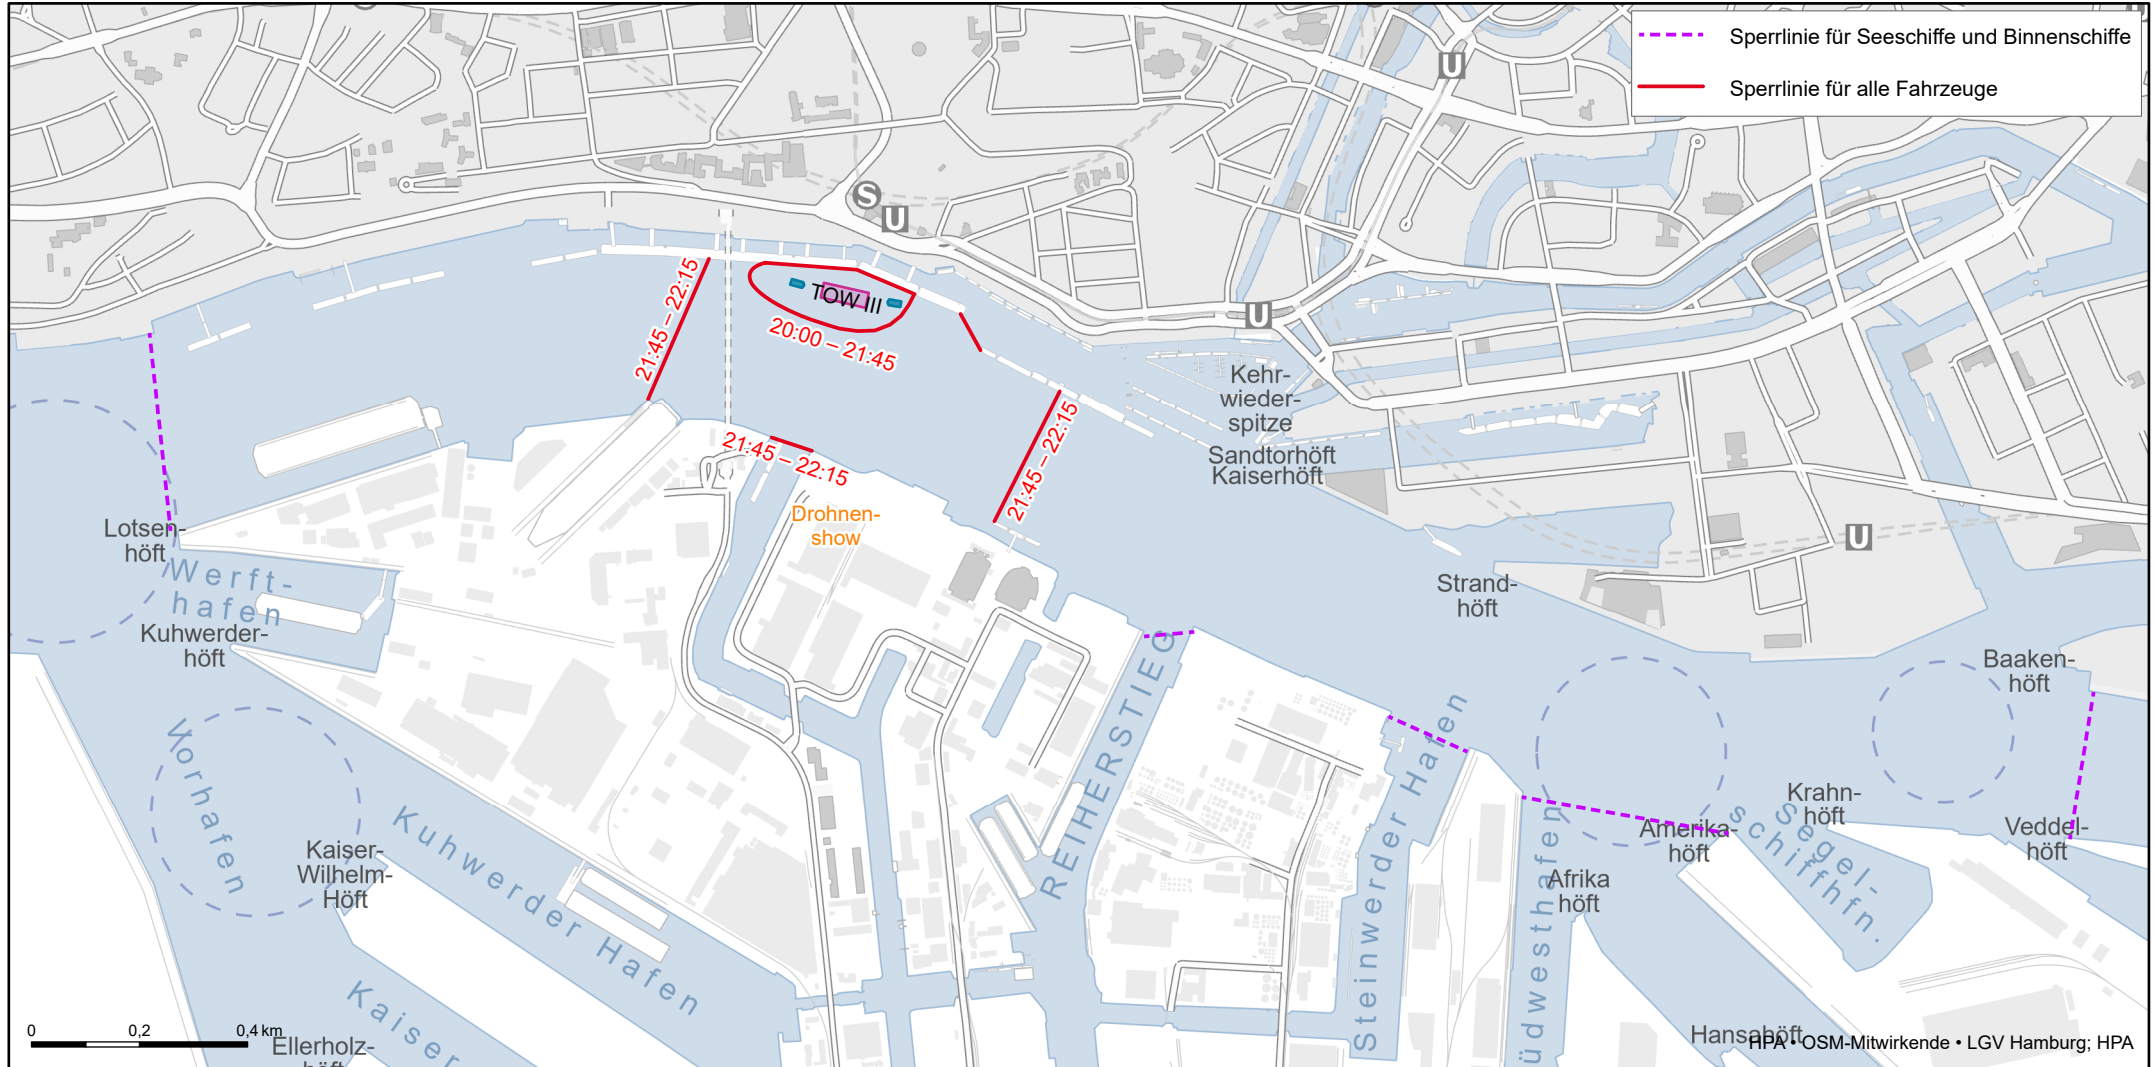 Sperrlinie für Seeschiffe und Binnenschiffe
Sperrlinie für alle Fahrzeuge
U
S
U
U
U
21:45 – 22:15
TOW III
20:00 – 21:45
21:45 – 22:15
21:45 – 22:15
Drohnen-
show
Kehr-
wieder-
spitze
Sandtorhöft
Kaiserhöft
Lotsen-
höft
Werft-
hafen
Kuhwerder-
höft
Strand-
höft
Baaken-
höft
Vorhafen
Kaiser-
Wilhelm-
Höft
Kuhwerder Hafen
Kaiser
Ellerholz-
höft
REIHERSTIEG
Steinwerder Hafen
üdwesthafen
Afrika
höft
Amerika-
höft
Segel-
schiffhfn.
Krahn-
höft
Veddel-
höft
Hansahöft
0
0,2
0,4 km
HPA • OSM-Mitwirkende • LGV Hamburg; HPA